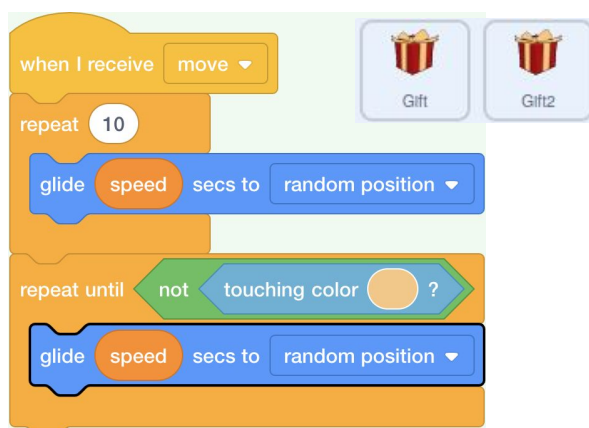 when I receive move
Gift Gift2
repeat 10
glide speed secs to random position
repeat until not touching color ?
glide speed secs to random position